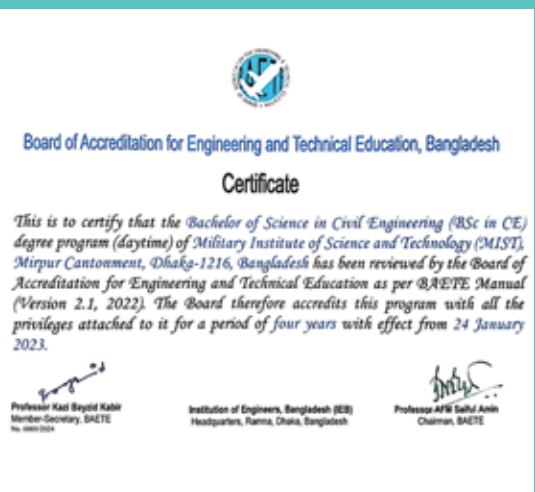 Board of Accreditation for Engineering and Technical Education, Bangladesh
Certificate
This is to certify that the Bachelor of Science in Civil Engineering (BSc in CE)
degree program (daytime) of Military Institute of Science and Technology (MIST),
Mirpur Cantonment, Dhaka-1216, Bangladesh has been reviewed by the Board of
Accreditation for Engineering and Technical Education as per BAETE Manual
(Version 2.1, 2022). The Board therefore accredits this program with all the
privileges attached to it for a period of four years with effect from 24 January
2023.
Professor Kazi Bayzid Kabir
Member-Secretary, BAETE
Institution of Engineers, Bangladesh (IEB)
Headquarters, Ramna, Dhaka, Bangladesh
Professor AFM Saiful Amin
Chairman, BAETE